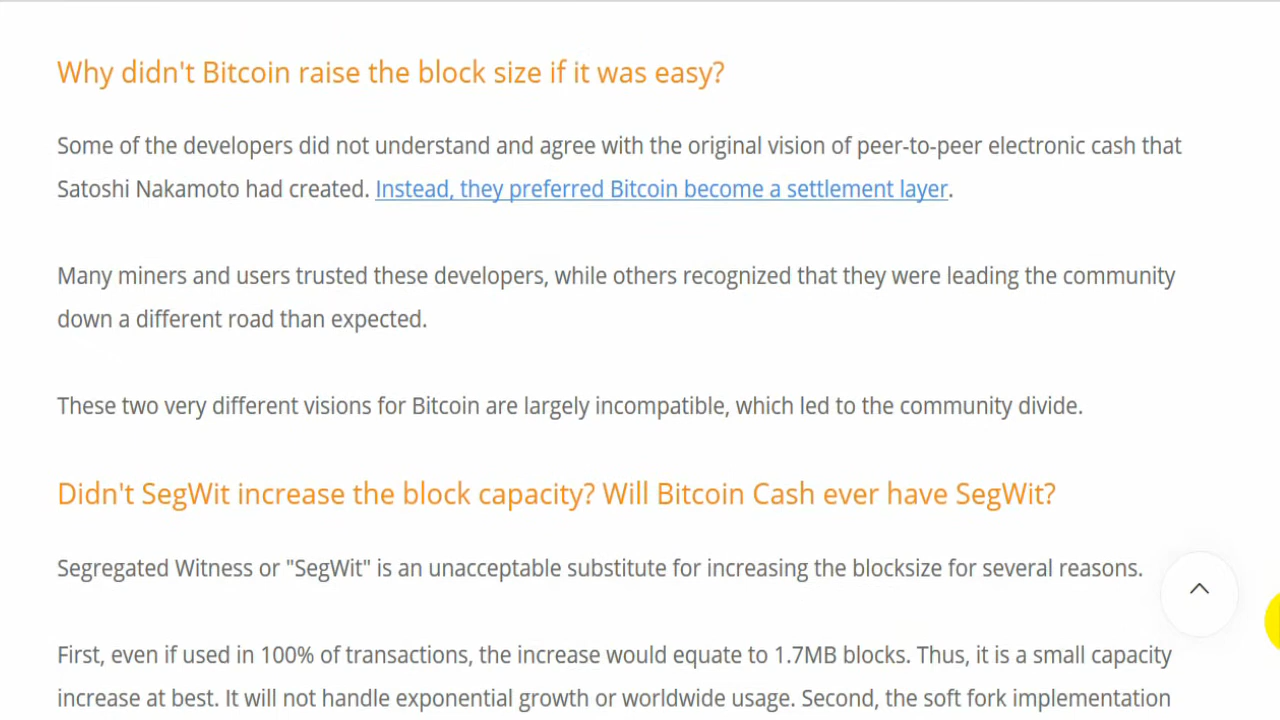 Why didn't Bitcoin raise the block size if it was easy?
Some of the developers did not understand and agree with the original vision of peer-to-peer electronic cash that
Satoshi Nakamoto had created. Instead, they preferred Bitcoin become a settlement layer.
Many miners and users trusted these developers, while others recognized that they were leading the community
down a different road than expected.
These two very different visions for Bitcoin are largely incompatible, which led to the community divide.
Didn't SegWit increase the block capacity? Will Bitcoin Cash ever have SegWit?
Segregated Witness or "SegWit" is an unacceptable substitute for increasing the blocksize for several reasons.
First, even if used in 100% of transactions, the increase would equate to 1.7MB blocks. Thus, it is a small capacity
increase at best. It will not handle exponential growth or worldwide usage. Second, the soft fork implementation